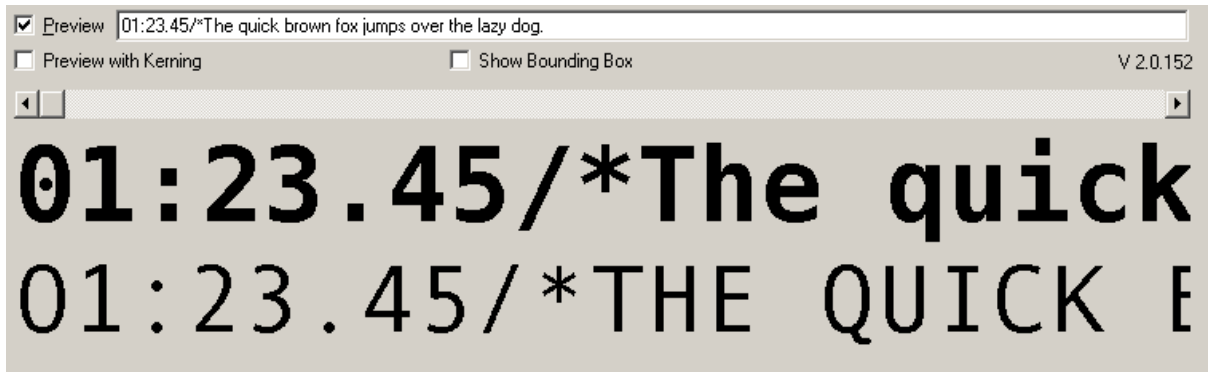 Preview 01:23.45/*The quick brown fox jumps over the lazy dog.
Preview with Kerning Show Bounding Box V 2.0.152
01:23.45/*The quick
01:23.45/*THE QUICK